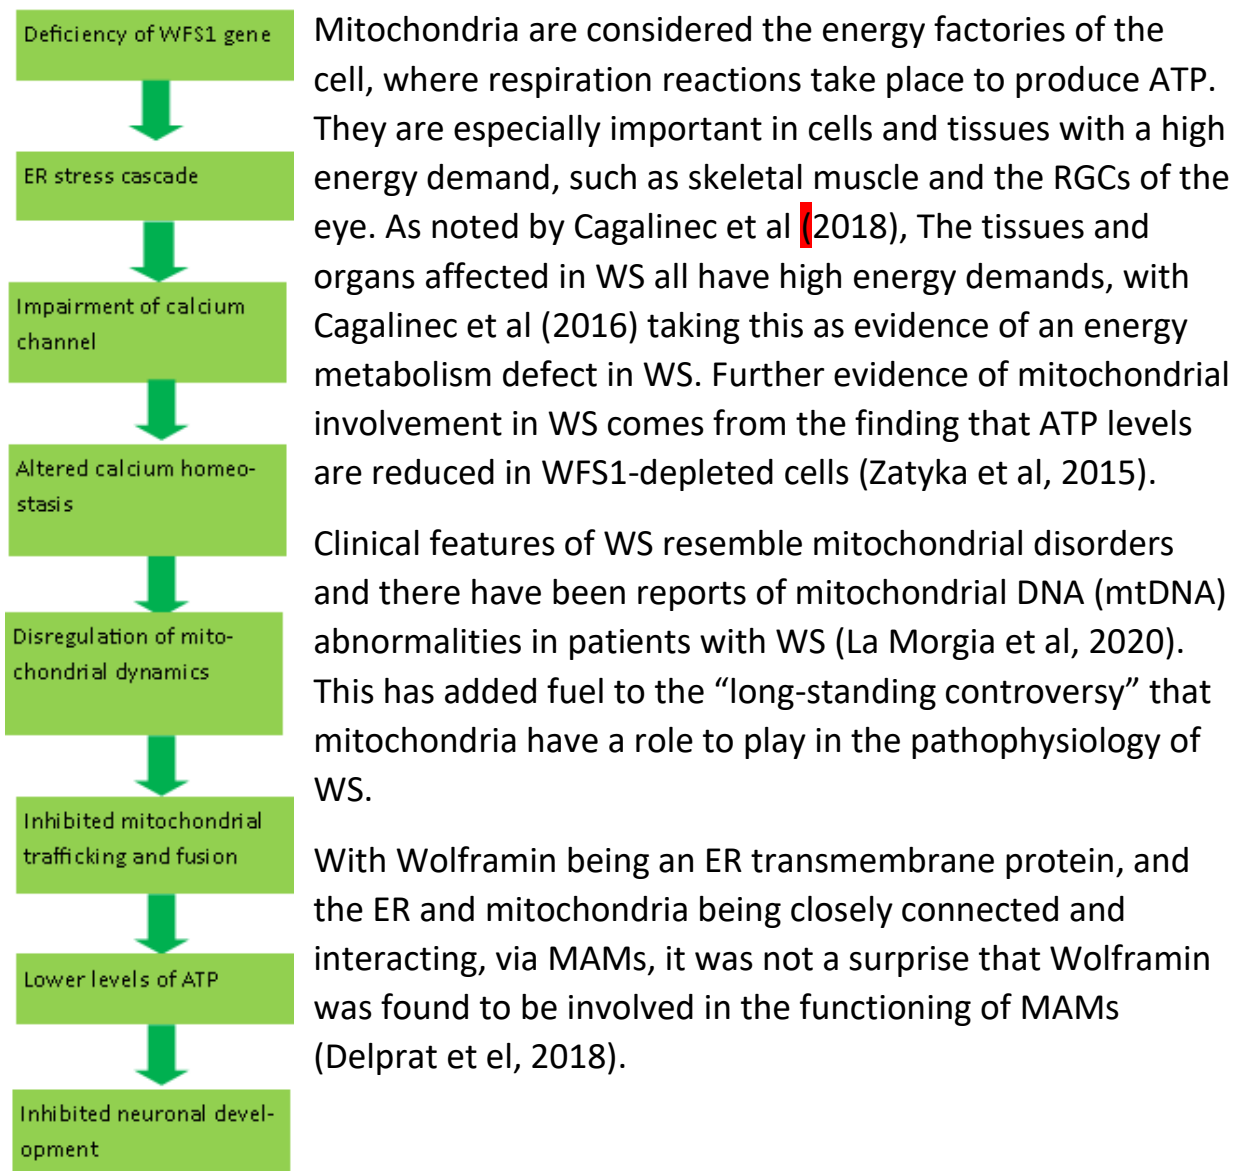 Deficiency of WFS1 gene
ER stress cascade
Impairment of calcium
channel
Altered calcium homeo-
stasis
Disregulation of mito-
chondrial dynamics
Inhibited mitochondrial
trafficking and fusion
Lower levels of ATP
Inhibited neuronal devel-
opment
Mitochondria are considered the energy factories of the
cell, where respiration reactions take place to produce ATP.
They are especially important in cells and tissues with a high
energy demand, such as skeletal muscle and the RGCs of the
eye. As noted by Cagalinec et al (2018), The tissues and
organs affected in WS all have high energy demands, with
Cagalinec et al (2016) taking this as evidence of an energy
metabolism defect in WS. Further evidence of mitochondrial
involvement in WS comes from the finding that ATP levels
are reduced in WFS1-depleted cells (Zatyka et al, 2015).
Clinical features of WS resemble mitochondrial disorders
and there have been reports of mitochondrial DNA (mtDNA)
abnormalities in patients with WS (La Morgia et al, 2020).
This has added fuel to the “long-standing controversy” that
mitochondria have a role to play in the pathophysiology of
WS.
With Wolframin being an ER transmembrane protein, and
the ER and mitochondria being closely connected and
interacting, via MAMs, it was not a surprise that Wolframin
was found to be involved in the functioning of MAMs
(Delprat et el, 2018).